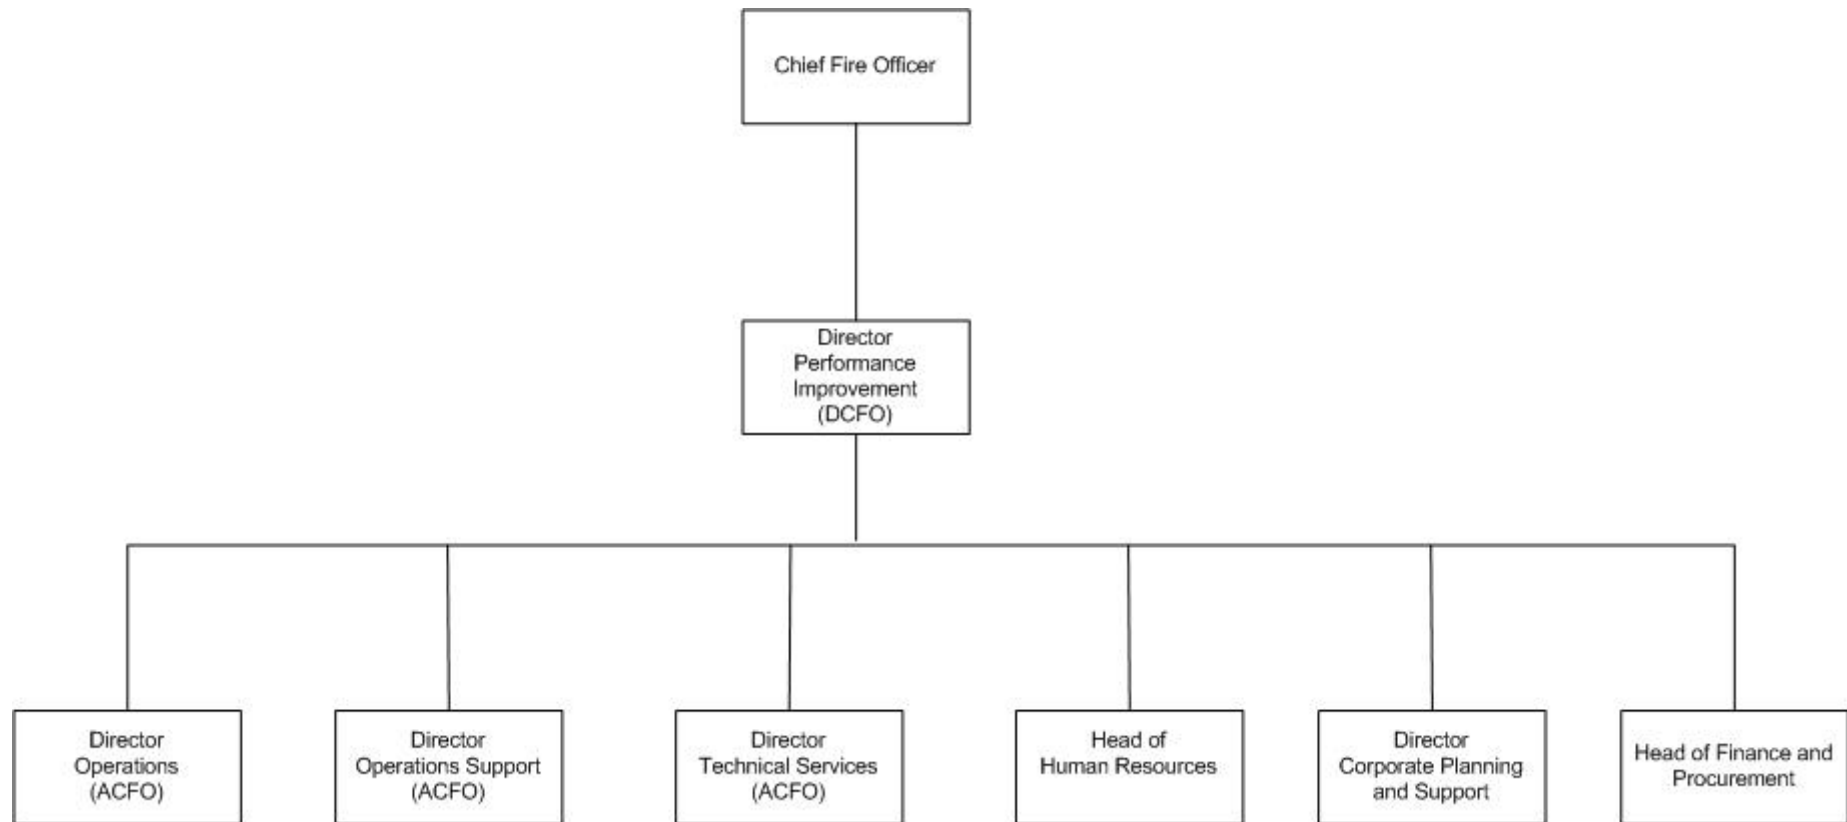 Chief Fire Officer
Director
Performance
Improvement
(DCFO)
Director
Operations
(ACFO)
Director
Operations Support
(ACFO)
Director
Technical Services
(ACFO)
Head of
Human Resources
Director
Corporate Planning
and Support
Head of Finance and
Procurement